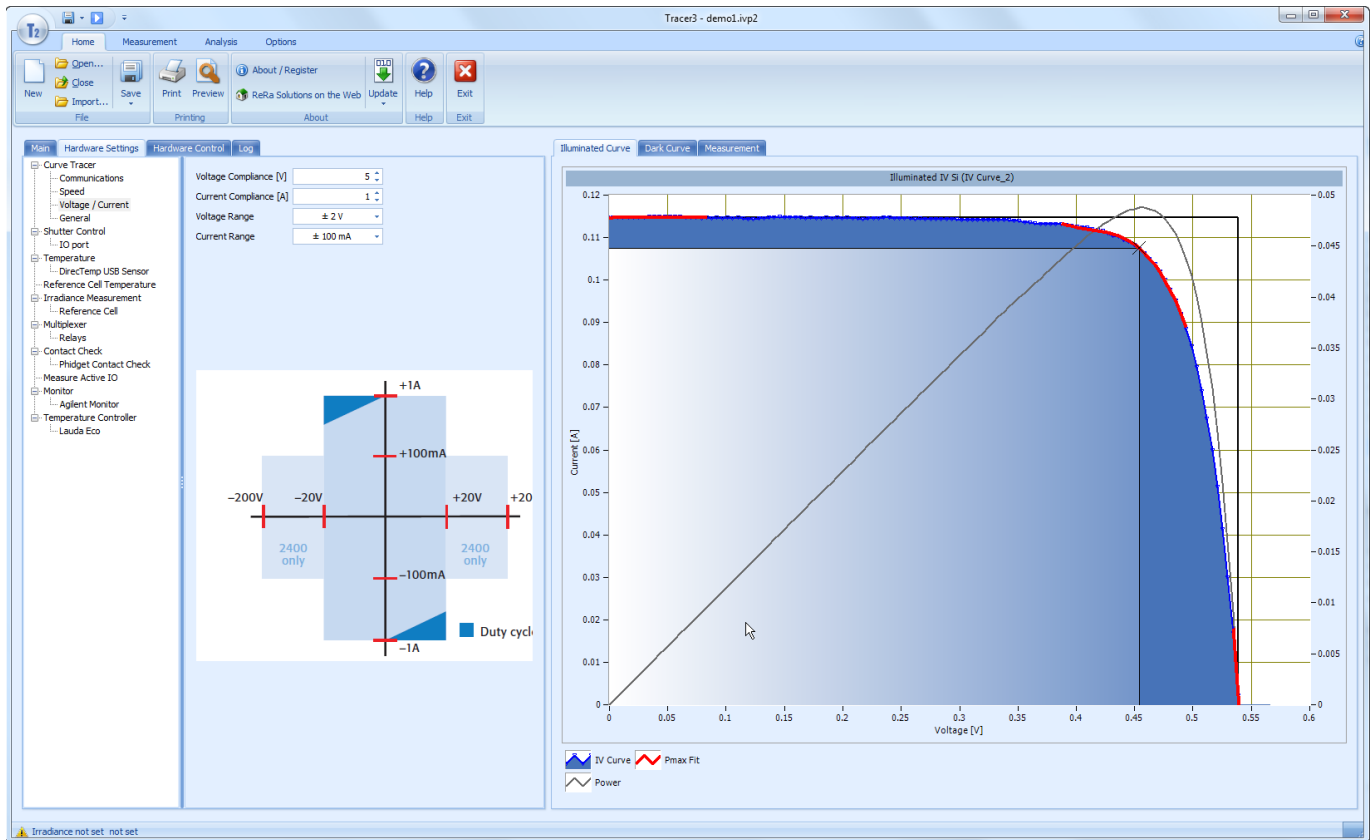 Tracer3 - demo1.ivp2
T2
Home Measurement Analysis Options
New
Open...
Close
Import...
Save
Print Preview
About / Register
ReRa Solutions on the Web
010
Update
Help
Exit
File Printing About Help Exit
Main Hardware Settings Hardware Control Log
Curve Tracer
Communications
Speed
Voltage / Current
General
Shutter Control
IO port
Temperature
DirecTemp USB Sensor
Reference Cell Temperature
Irradiance Measurement
Reference Cell
Multiplexer
Relays
Contact Check
Phidget Contact Check
Measure Active IO
Monitor
Agilent Monitor
Temperature Controller
Lauda Eco
Voltage Compliance [V] 5
Current Compliance [A] 1
Voltage Range ± 2 V
Current Range ± 100 mA
+1A
+100mA
−200V −20V +20V +20
2400 only
2400 only
−100mA
Duty cycl
−1A
Illuminated Curve Dark Curve Measurement
Illuminated IV Si (IV Curve_2)
0.12
0.11
0.1
0.09
0.08
0.07
0.06
0.05
0.04
0.03
0.02
0.01
0
Current [A]
0.05
0.045
0.04
0.035
0.03
0.025
0.02
0.015
0.01
0.005
0
0 0.05 0.1 0.15 0.2 0.25 0.3 0.35 0.4 0.45 0.5 0.55 0.6
Voltage [V]
IV Curve Pmax Fit
Power
Irradiance not set not set